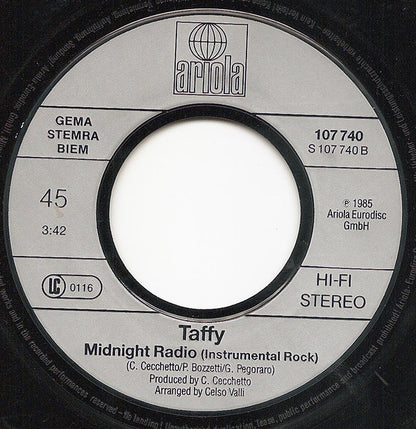 ariola
GEMA
STEMRA
BIEM
107 740
S 107 740 B
45
3:42
℗ 1985
Ariola Eurodisc
GmbH
LC 0116
HI-FI
STEREO
Taffy
Midnight Radio (Instrumental Rock)
(C. Cecchetto/P. Bozzetti/G. Pegoraro)
Produced by C. Cecchetto
Arranged by Celso Valli